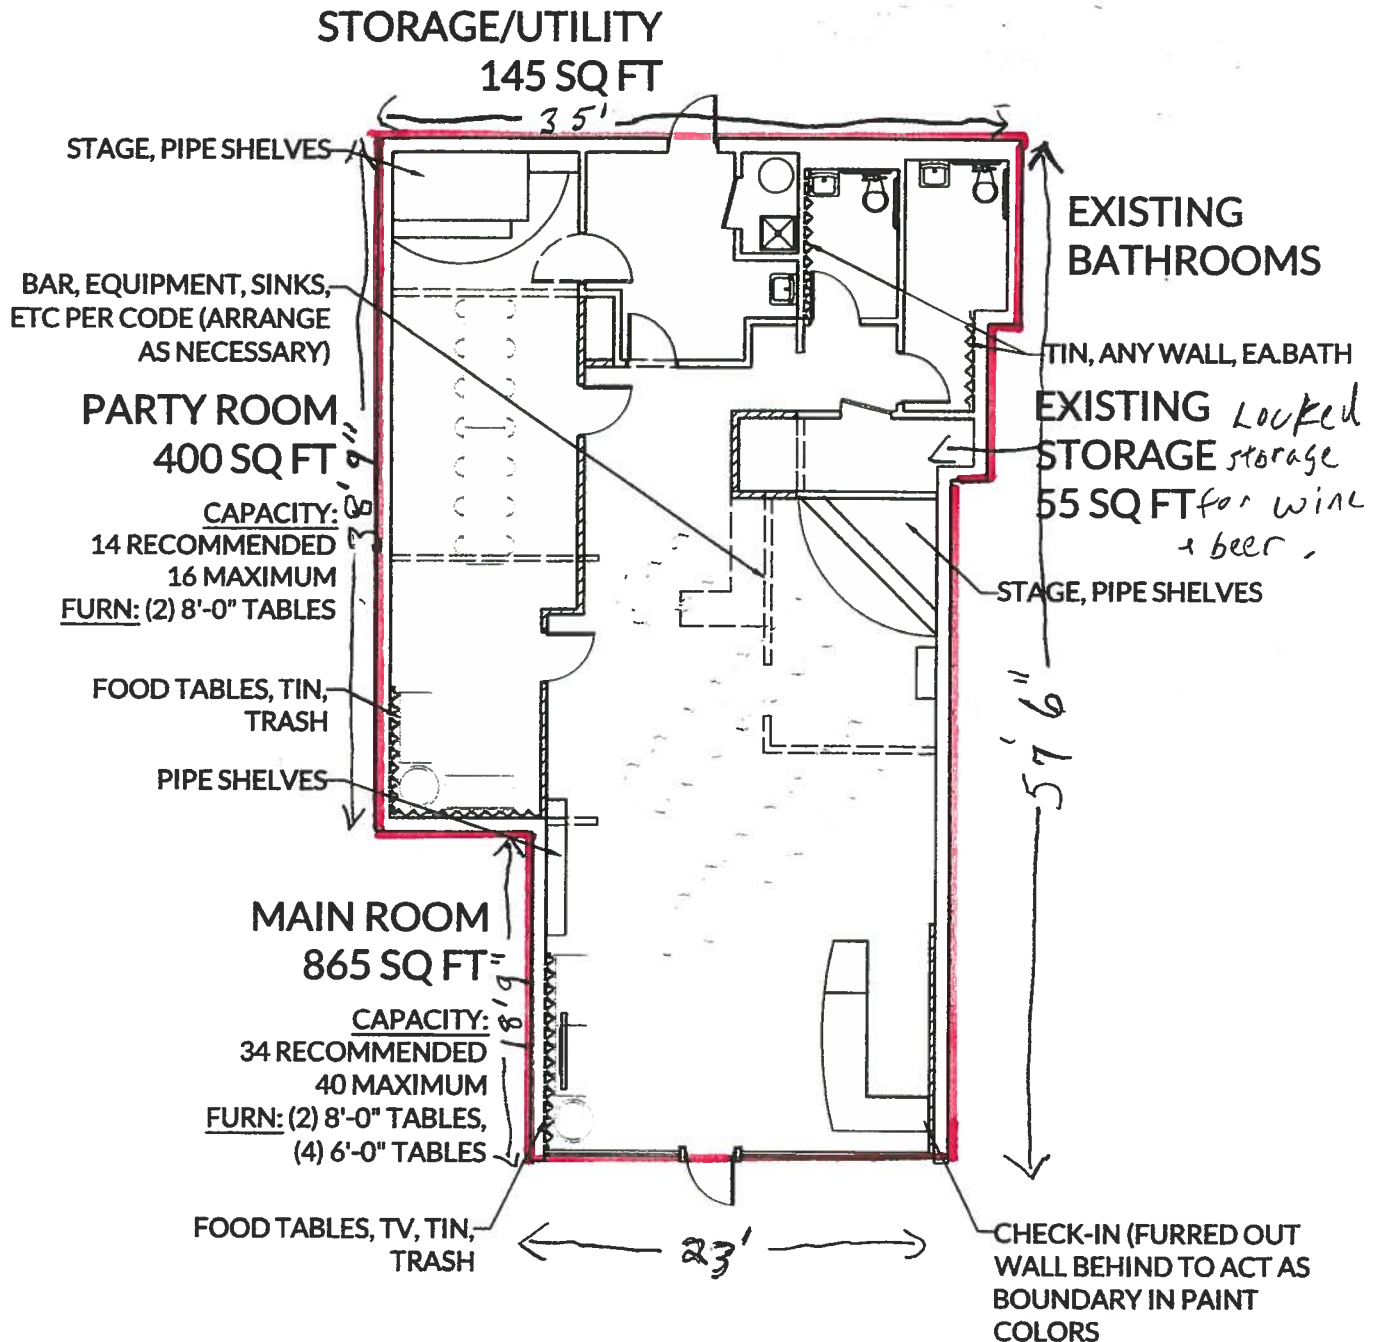 STORAGE/UTILITY
145 SQ FT
35'
STAGE, PIPE SHELVES
EXISTING
BATHROOMS
BAR, EQUIPMENT, SINKS,
ETC PER CODE (ARRANGE
AS NECESSARY)
TIN, ANY WALL, EA.BATH
PARTY ROOM
400 SQ FT
38'9"
CAPACITY:
14 RECOMMENDED
16 MAXIMUM
FURN: (2) 8'-0" TABLES
EXISTING Locked
STORAGE storage
55 SQ FT for wine
+ beer.
STAGE, PIPE SHELVES
FOOD TABLES, TIN,
TRASH
57'6"
PIPE SHELVES
MAIN ROOM
865 SQ FT
18'9"
CAPACITY:
34 RECOMMENDED
40 MAXIMUM
FURN: (2) 8'-0" TABLES,
(4) 6'-0" TABLES
FOOD TABLES, TV, TIN,
TRASH
23'
CHECK-IN (FURRED OUT
WALL BEHIND TO ACT AS
BOUNDARY IN PAINT
COLORS